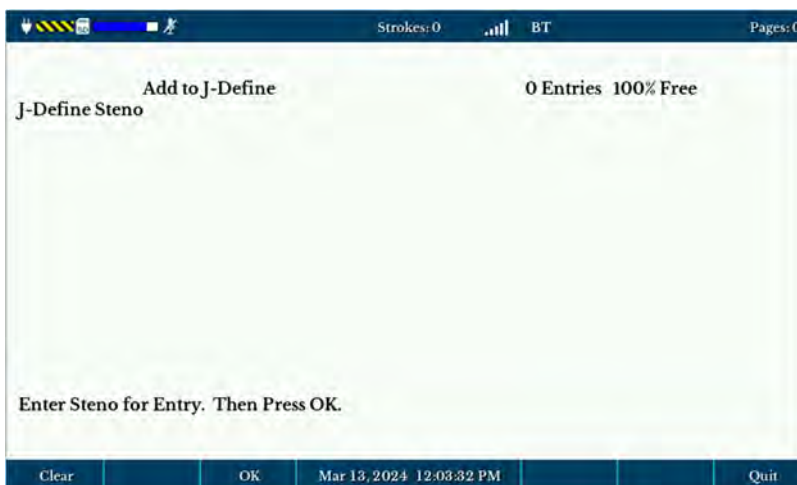 Strokes: 0 BT Pages: 0
Add to J-Define 0 Entries 100% Free
J-Define Steno
Enter Steno for Entry. Then Press OK.
Clear OK Mar 13, 2024 12:03:32 PM Quit